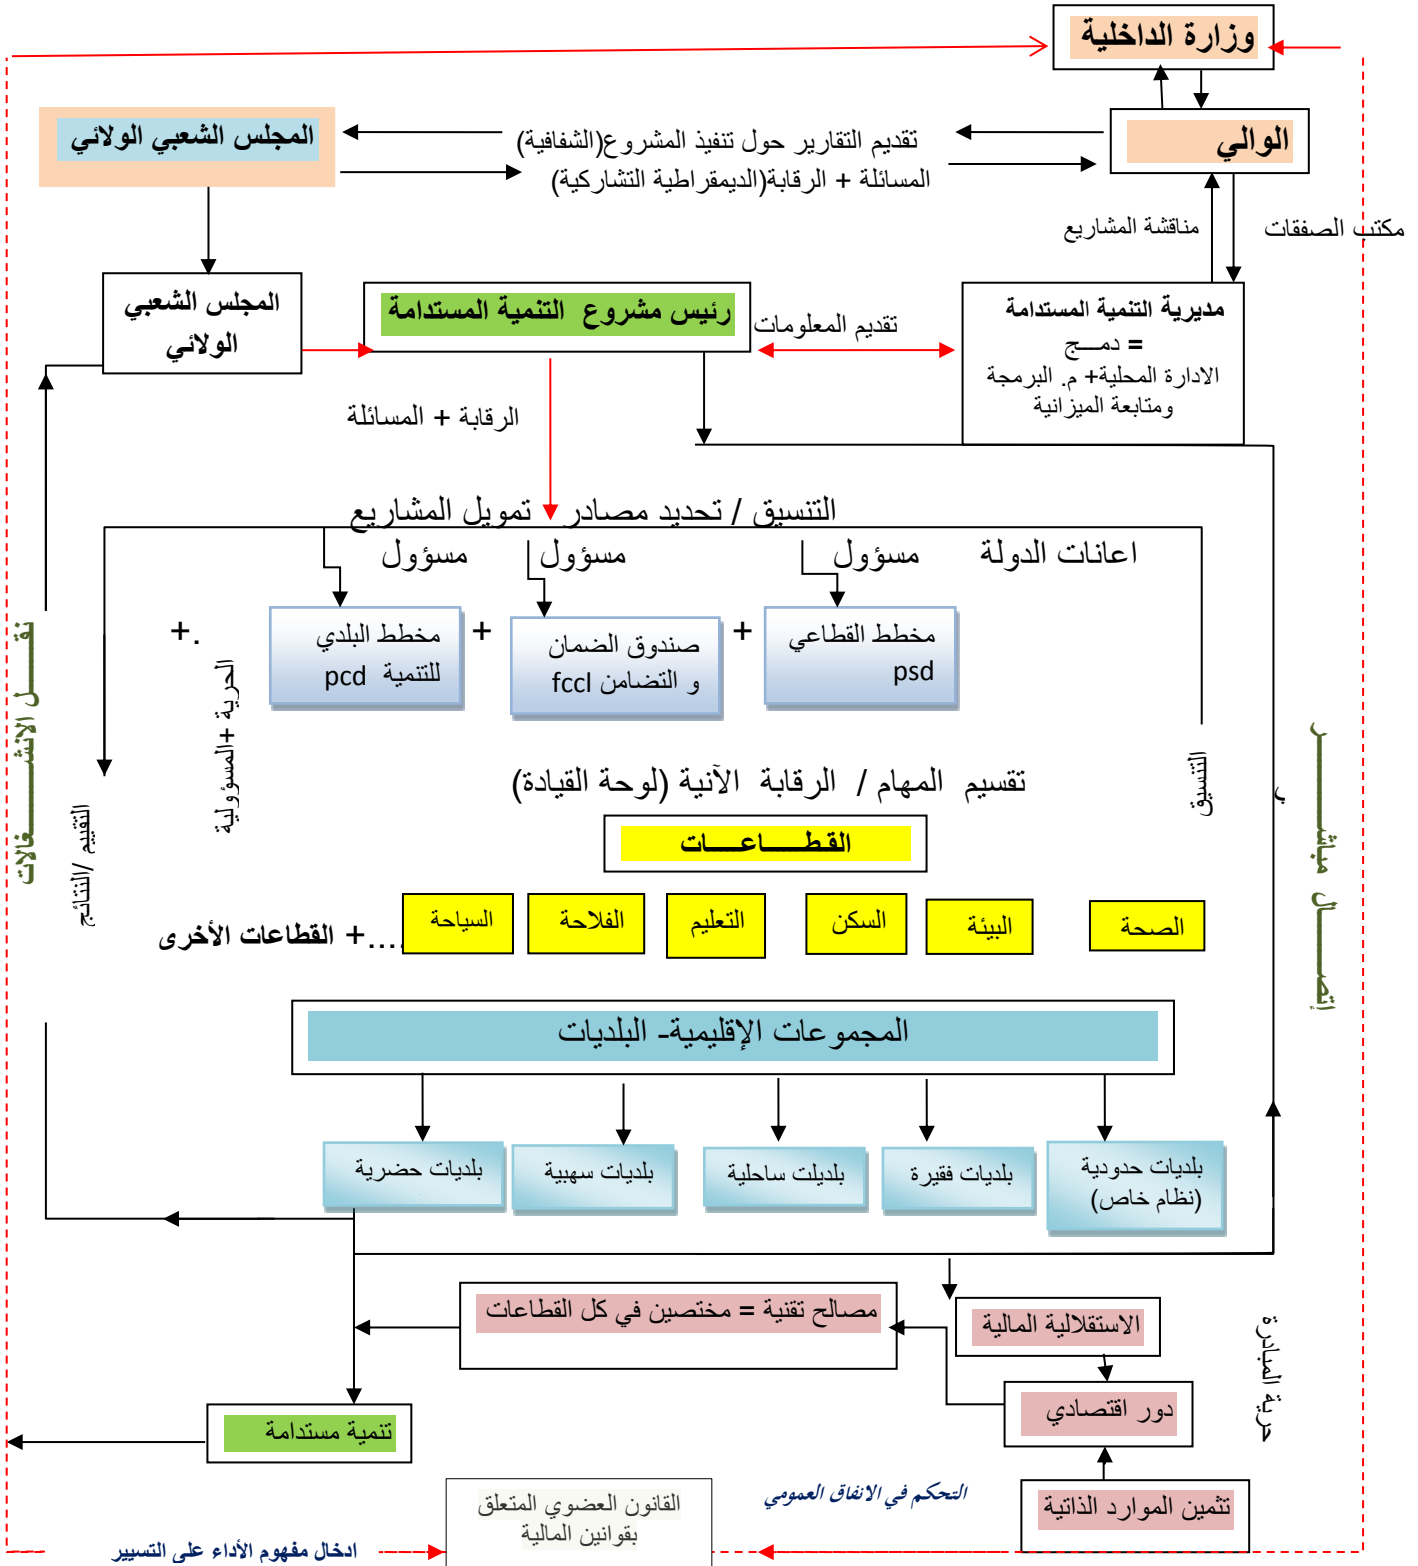 وزارة الداخلية
الوالي
المجلس الشعبي الولائي
تقديم التقارير حول تنفيذ المشروع(الشفافية)
المسائلة + الرقابة(الديمقراطية التشاركية)
مكتب الصفقات
مناقشة المشاريع
مديرية التنمية المستدامة
= دمـــج
الادارة المحلية+ م. البرمجة
ومتابعة الميزانية
تقديم المعلومات
رئيس مشروع التنمية المستدامة
المجلس الشعبي
الولائي
الرقابة + المسائلة
التنسيق / تحديد مصادر تمويل المشاريع
اعانات الدولة
مسؤول
مسؤول
مسؤول
مخطط القطاعي
psd
+
صندوق الضمان
و التضامن fccl
+
مخطط البلدي
للتنمية pcd
+.
الحرية +المسؤولية
التقييم /النتائج
التنسيق
نقـــل الانشـــــغالات
إتصـــــال مباشـــــر
ي
تقسيم المهام / الرقابة الآنية (لوحة القيادة)
القـطـــــاعـــــات
الصحة
البيئة
السكن
التعليم
الفلاحة
السياحة
....+ القطاعات الأخرى
المجموعات الإقليمية- البلديات
بلديات حدودية
(نظام خاص)
بلديات فقيرة
بلديلت ساحلية
بلديات سهبية
بلديات حضرية
الاستقلالية المالية
مصالح تقنية = مختصين في كل القطاعات
حرية المبادرة
دور اقتصادي
تنمية مستدامة
تثمين الموارد الذاتية
التحكم في الانفاق العمومي
القانون العضوي المتعلق
بقوانين المالية
ادخال مفهوم الأداء على التسيير